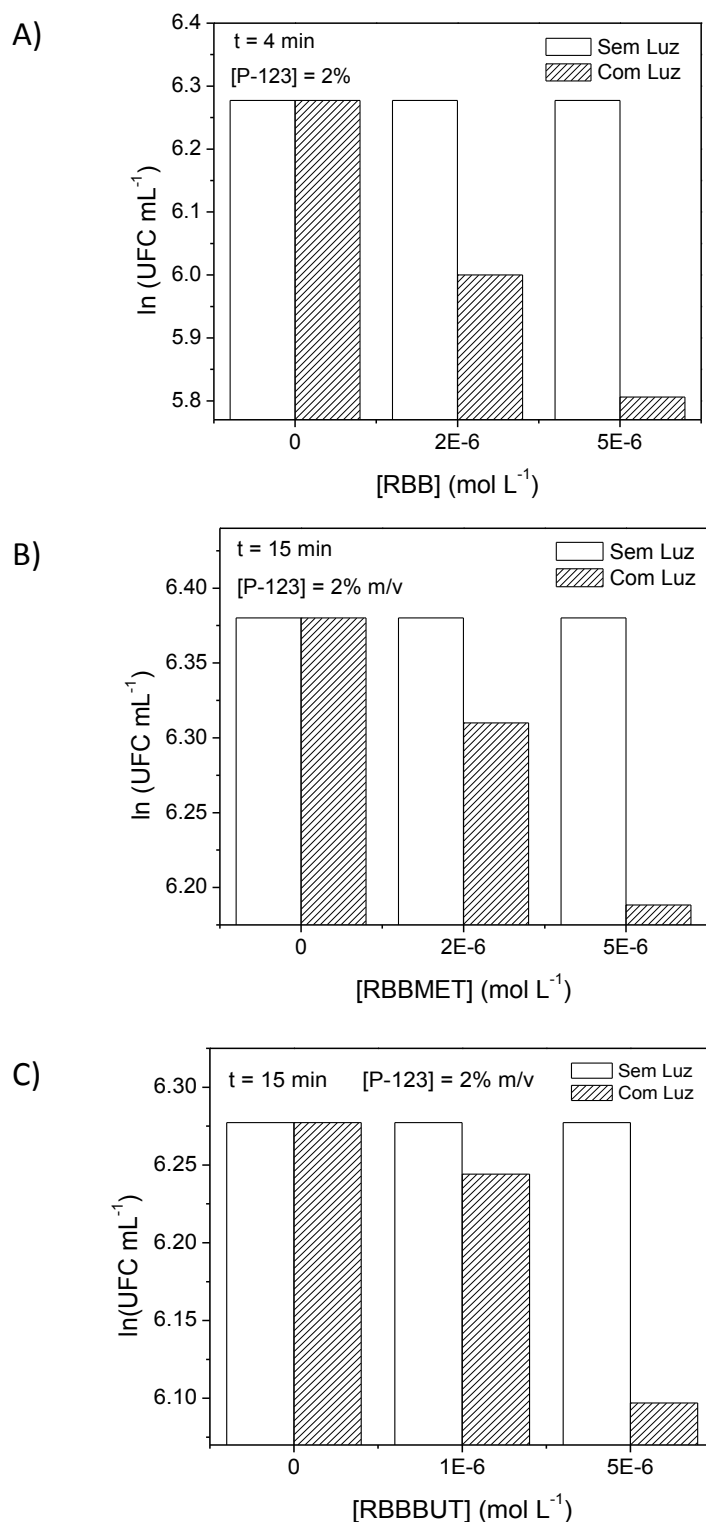 A)
t = 4 min
[P-123] = 2%
Sem Luz
Com Luz
6.4
6.3
6.2
6.1
6.0
5.9
5.8
ln (UFC mL⁻¹)
0 2E-6 5E-6
[RBB] (mol L⁻¹)
B)
t = 15 min
[P-123] = 2% m/v
Sem Luz
Com Luz
6.40
6.35
6.30
6.25
6.20
ln (UFC mL⁻¹)
0 2E-6 5E-6
[RBBMET] (mol L⁻¹)
C)
t = 15 min [P-123] = 2% m/v
Sem Luz
Com Luz
6.30
6.25
6.20
6.15
6.10
ln(UFC mL⁻¹)
0 1E-6 5E-6
[RBBBUT] (mol L⁻¹)